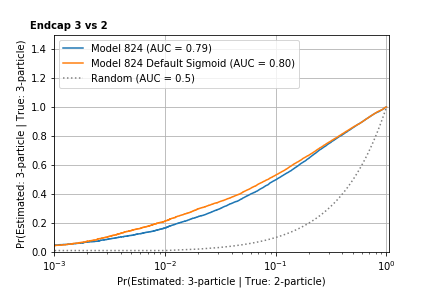 Endcap 3 vs 2
Model 824 (AUC = 0.79)
Model 824 Default Sigmoid (AUC = 0.80)
Random (AUC = 0.5)
Pr(Estimated: 3-particle | True: 3-particle)
1.4
1.2
1.0
0.8
0.6
0.4
0.2
0.0
10⁻³
10⁻²
10⁻¹
10⁰
Pr(Estimated: 3-particle | True: 2-particle)